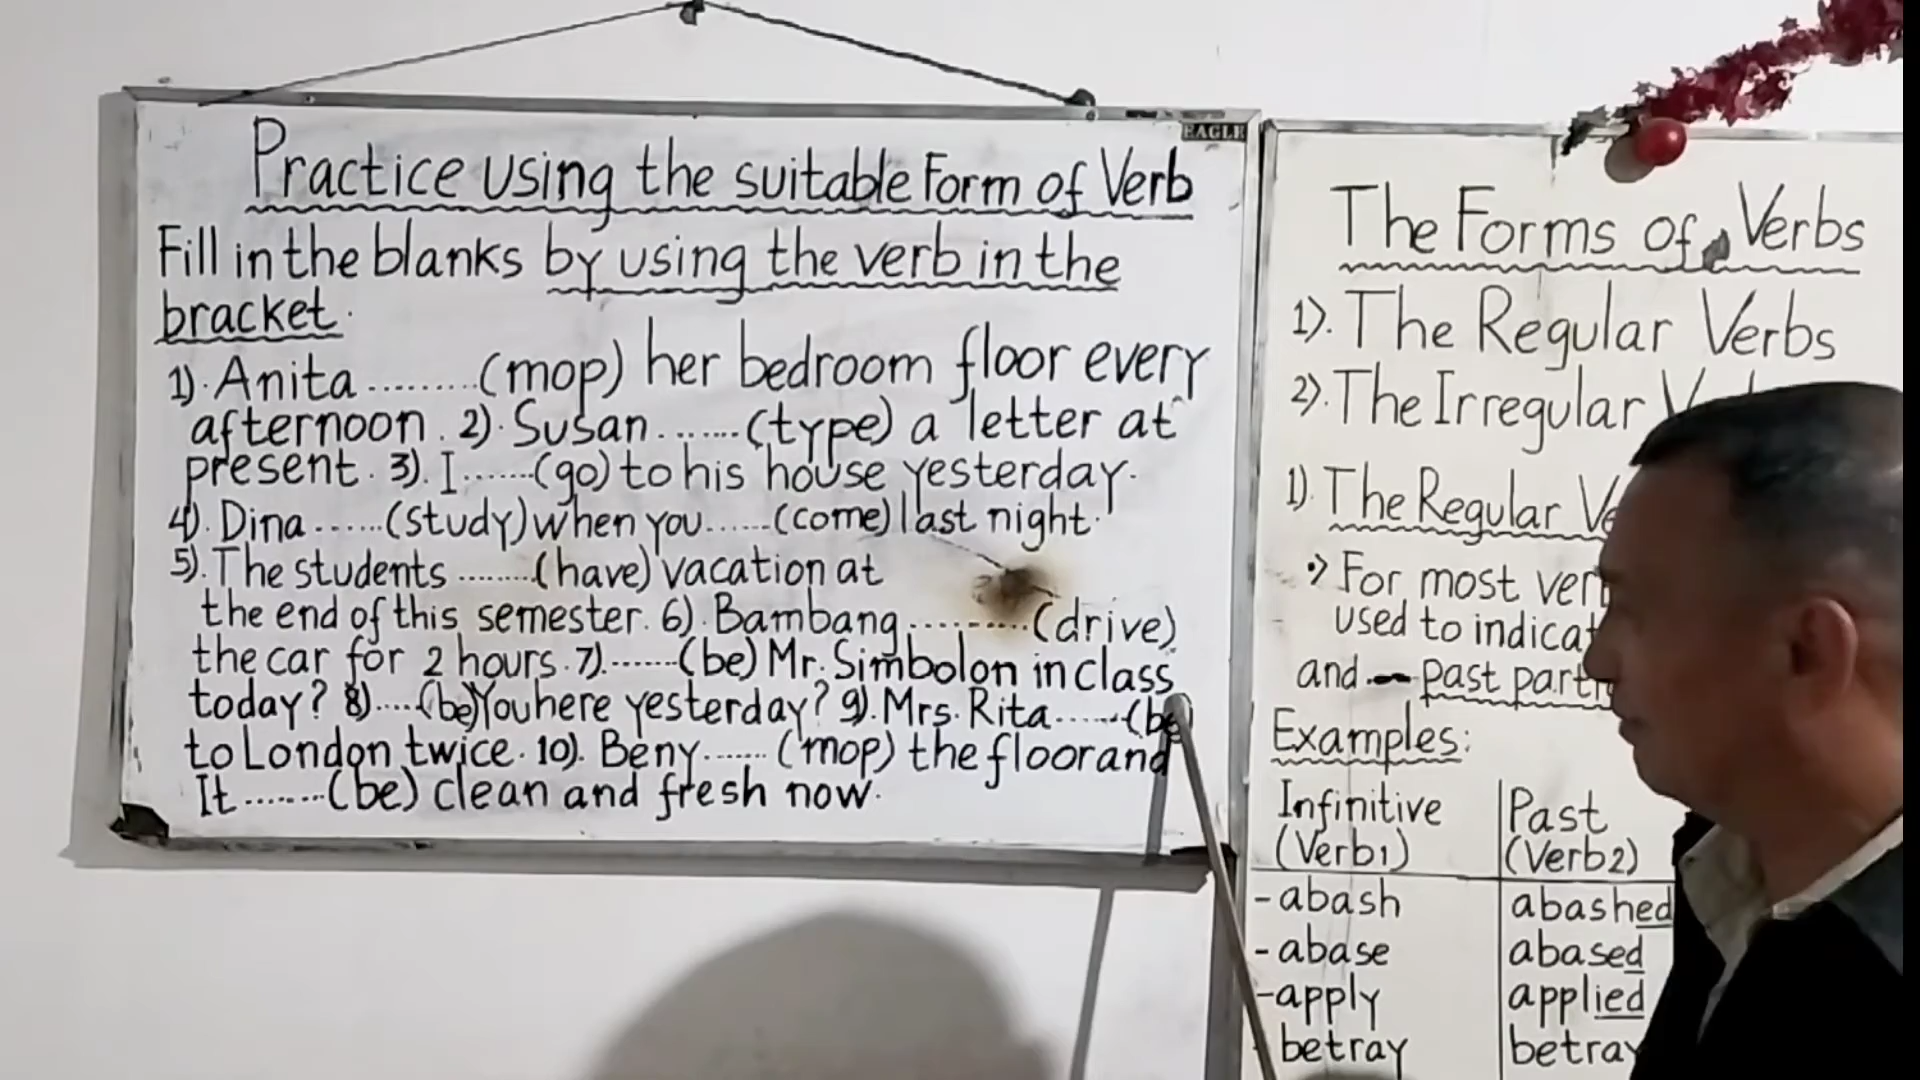 EAGLE
Practice using the suitable Form of Verb
Fill in the blanks by using the verb in the
bracket.
1). Anita .........(mop) her bedroom floor every
afternoon. 2). Susan .......(type) a letter at
present. 3). I.......(go) to his house yesterday.
4). Dina ......(study) when you ......(come) last night.
5). The students ........(have) vacation at
the end of this semester. 6). Bambang ..........(drive)
the car for 2 hours. 7). .......(be) Mr. Simbolon in class
today? 8) ....(be) You here yesterday? 9). Mrs. Rita ......(be)
to London twice. 10). Beny ...... (mop) the floor and
It .......(be) clean and fresh now.
The Forms of Verbs
1). The Regular Verbs
2). The Irregular
1). The Regular
For most
used to
and past
Examples:
Infinitive Past
(Verb1) (Verb2)
- abash abashed
- abase abased
- apply applied
betray